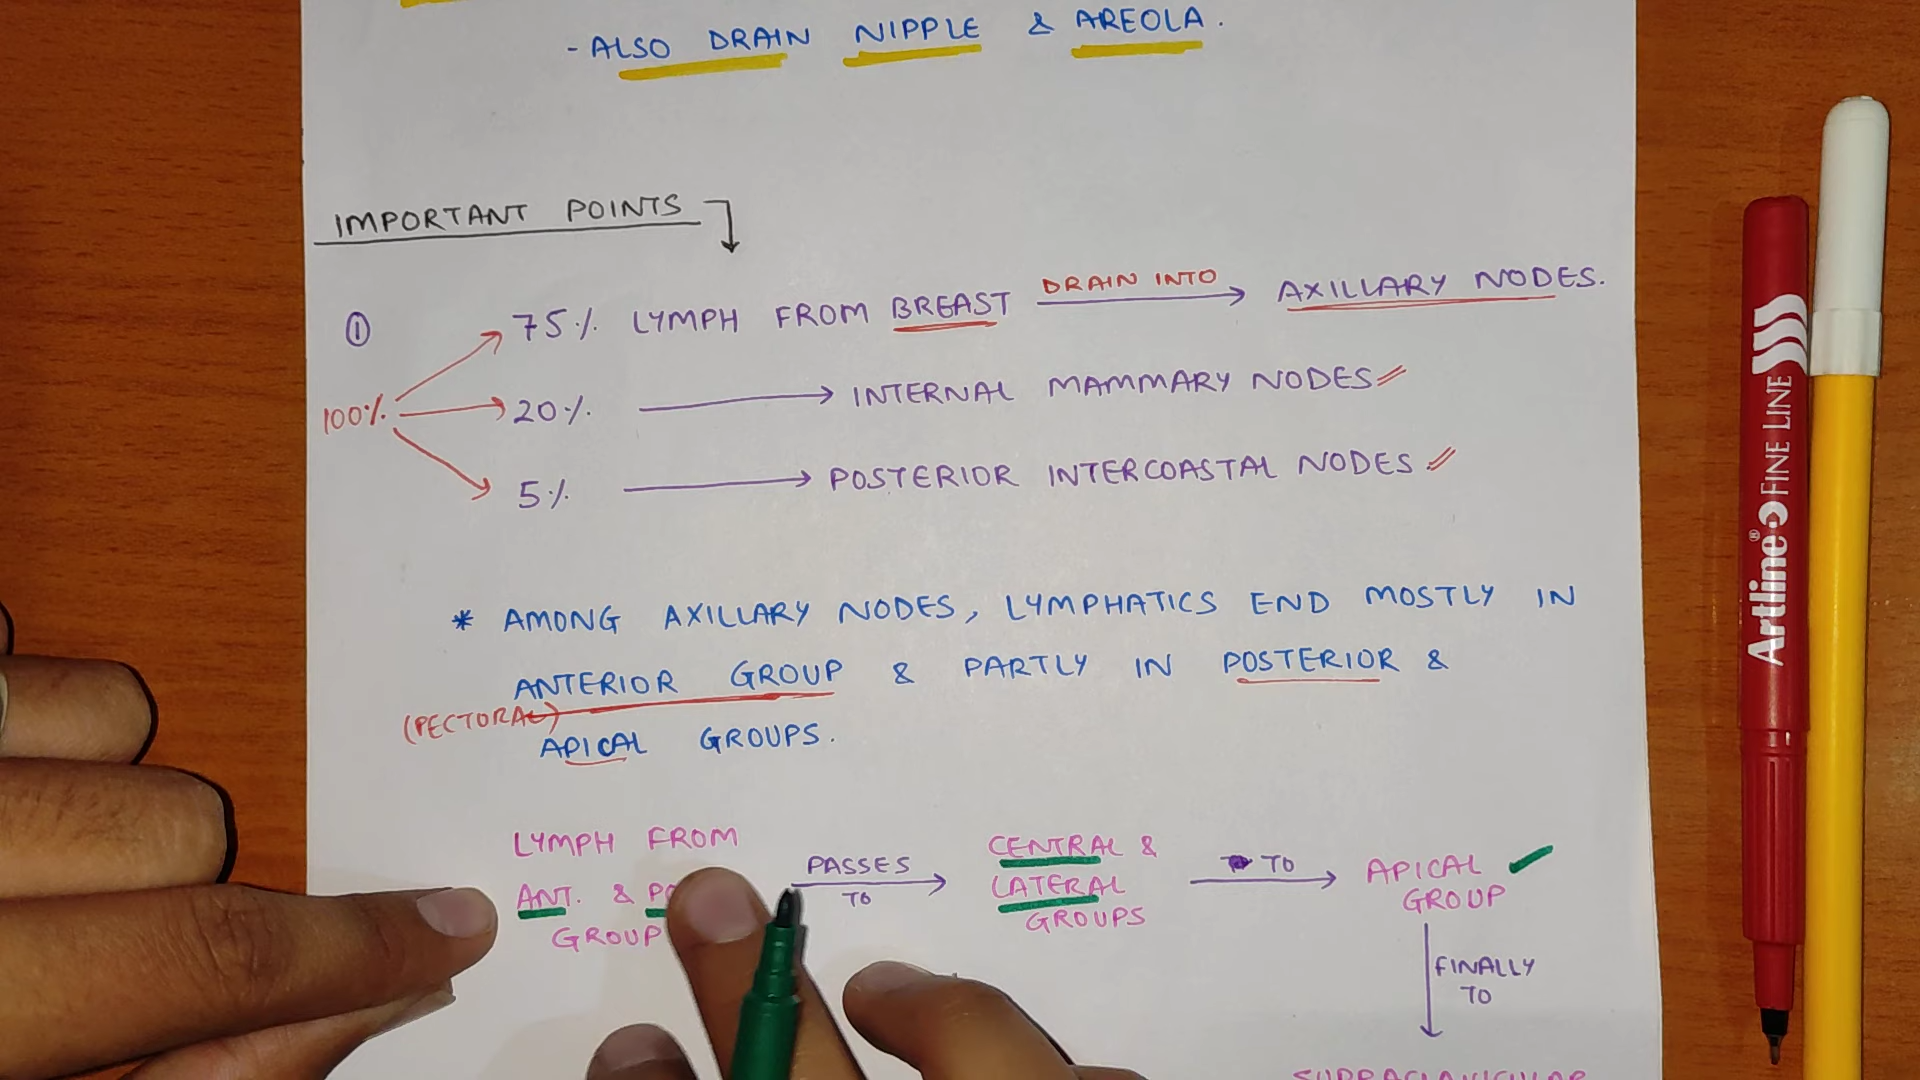 - ALSO DRAIN NIPPLE & AREOLA.
IMPORTANT POINTS
① 75% LYMPH FROM BREAST DRAIN INTO AXILLARY NODES.
100% 20% INTERNAL MAMMARY NODES
5% POSTERIOR INTERCOASTAL NODES
* AMONG AXILLARY NODES, LYMPHATICS END MOSTLY IN
ANTERIOR GROUP & PARTLY IN POSTERIOR &
(PECTORAL)
APICAL GROUPS.
LYMPH FROM
ANT. &
GROUP
PASSES
TO
CENTRAL &
LATERAL
GROUPS
TO
APICAL
GROUP
FINALLY
TO
SUPRACLAVICULAR
Artline FINE LINE